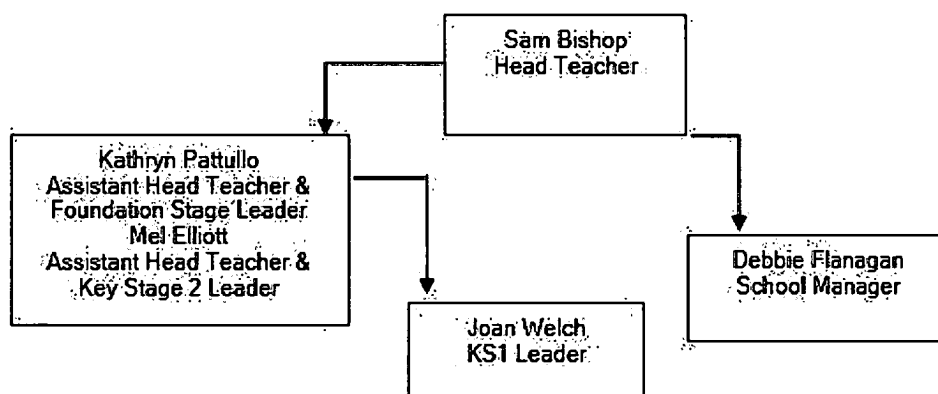 Sam Bishop
Head Teacher
Kathryn Pattullo
Assistant Head Teacher &
Foundation Stage Leader
Mel Elliott
Assistant Head Teacher &
Key Stage 2 Leader
Debbie Flanagan
School Manager
Joan Welch
KS1 Leader